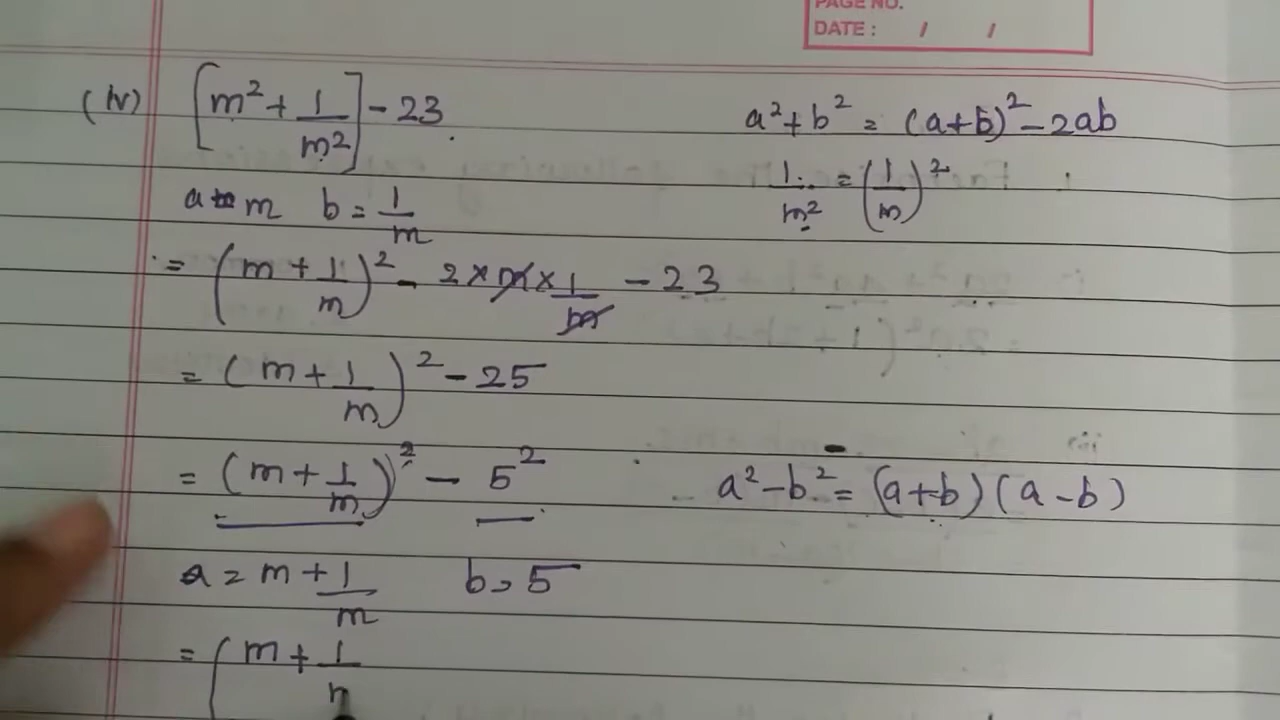 PAGE NO.
DATE : / /
(iv) [m² + 1/m²] - 23 .
a² + b² = (a+b)² - 2ab
1/m² = (1/m)²
a = m b = 1/m
= (m + 1/m)² - 2 × m × 1/m - 23
= (m + 1/m)² - 25
= (m + 1/m)² - 5²
a² - b² = (a+b) (a-b)
a = m + 1/m b = 5
= (m + 1/m